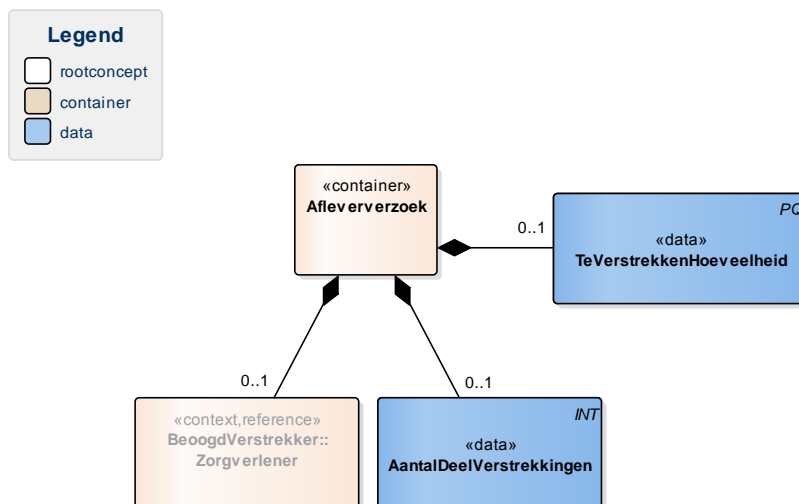 Legend
rootconcept
container
data
«container»
Afleververzoek
0..1
PQ
«data»
TeVerstrekkenHoeveelheid
0..1
0..1
«context,reference»
BeoogdVerstrekker::
Zorgverlener
INT
«data»
AantalDeelVerstrekkingen